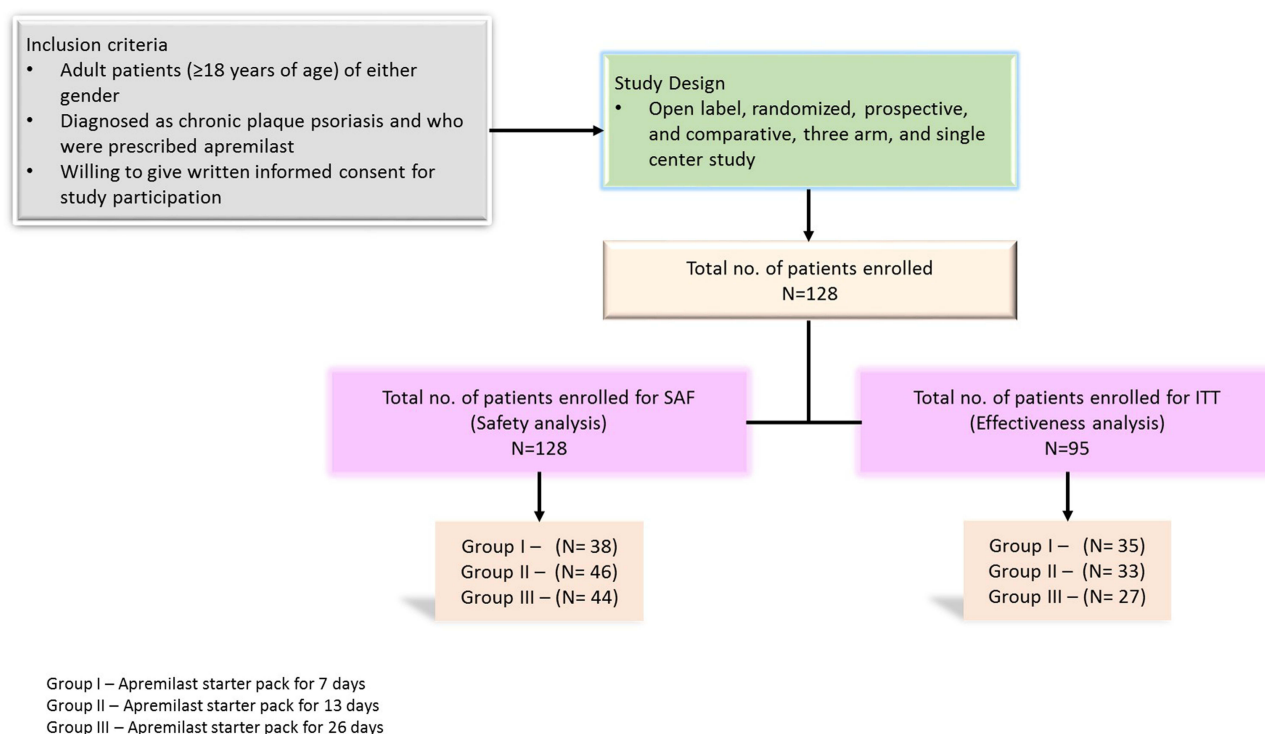 Inclusion criteria
• Adult patients (≥18 years of age) of either
gender
• Diagnosed as chronic plaque psoriasis and who
were prescribed apremilast
• Willing to give written informed consent for
study participation
Study Design
• Open label, randomized, prospective,
and comparative, three arm, and single
center study
Total no. of patients enrolled
N=128
Total no. of patients enrolled for SAF
(Safety analysis)
N=128
Total no. of patients enrolled for ITT
(Effectiveness analysis)
N=95
Group I – (N= 38)
Group II – (N= 46)
Group III – (N= 44)
Group I – (N= 35)
Group II – (N= 33)
Group III – (N= 27)
Group I – Apremilast starter pack for 7 days
Group II – Apremilast starter pack for 13 days
Group III – Apremilast starter pack for 26 days